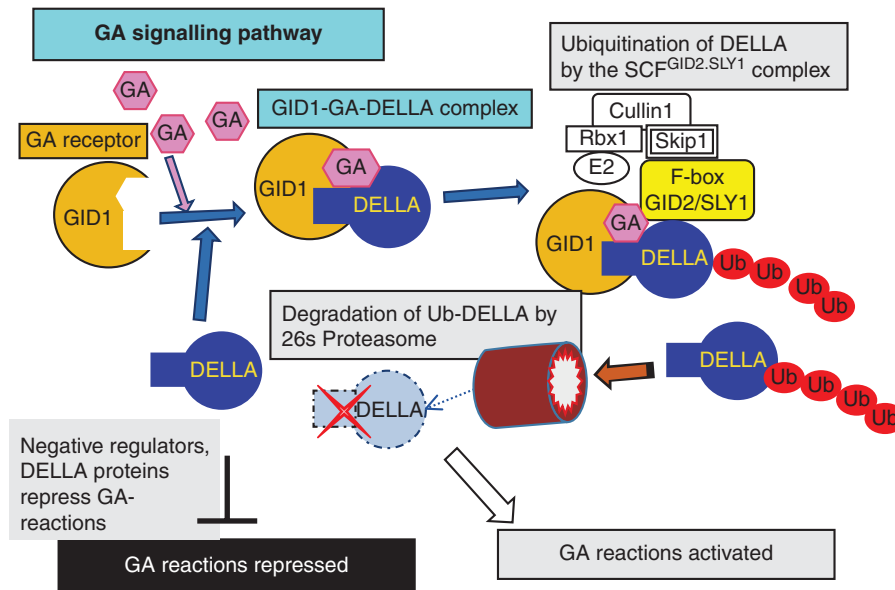 GA signalling pathway
Ubiquitination of DELLA
by the SCFGID2.SLY1 complex
GA
GA
GA
GID1-GA-DELLA complex
GA receptor
Cullin1
Rbx1
Skip1
E2
F-box
GID2/SLY1
GID1
GID1
GA
DELLA
GID1
GA
DELLA
Ub
Ub
Ub
Ub
Degradation of Ub-DELLA by
26s Proteasome
DELLA
DELLA
DELLA
Ub
Ub
Ub
Ub
Negative regulators,
DELLA proteins
repress GA-
reactions
GA reactions repressed
GA reactions activated